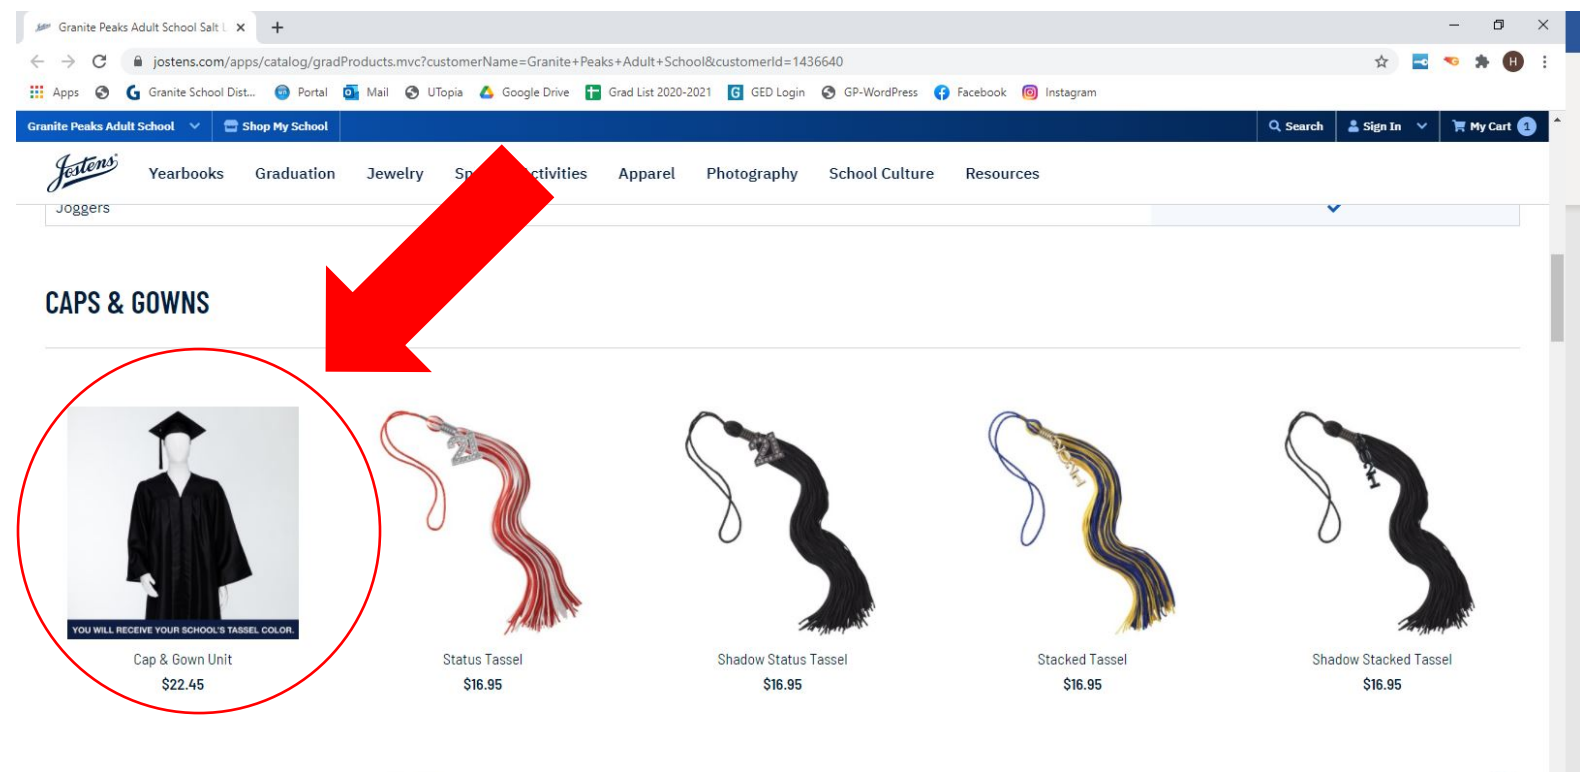 Granite Peaks Adult School Salt L
jostens.com/apps/catalog/gradProducts.mvc?customerName=Granite+Peaks+Adult+School&customerId=1436640
H
Apps Granite School Dist... Portal Mail UTopia Google Drive Grad List 2020-2021 GED Login GP-WordPress Facebook Instagram
Granite Peaks Adult School Shop My School Search Sign In My Cart 1
Jostens Yearbooks Graduation Jewelry Activities Apparel Photography School Culture Resources
Joggers
CAPS & GOWNS
YOU WILL RECEIVE YOUR SCHOOL'S TASSEL COLOR.
Cap & Gown Unit Status Tassel Shadow Status Tassel Stacked Tassel Shadow Stacked Tassel
$22.45 $16.95 $16.95 $16.95 $16.95